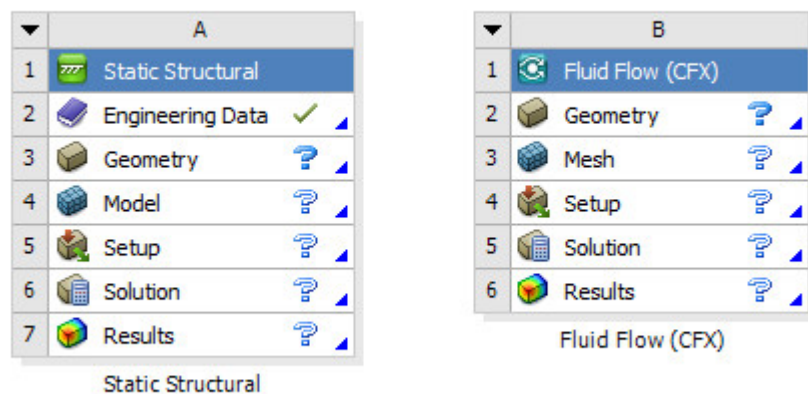 A
1 Static Structural
2 Engineering Data
3 Geometry
4 Model
5 Setup
6 Solution
7 Results
Static Structural
B
1 Fluid Flow (CFX)
2 Geometry
3 Mesh
4 Setup
5 Solution
6 Results
Fluid Flow (CFX)